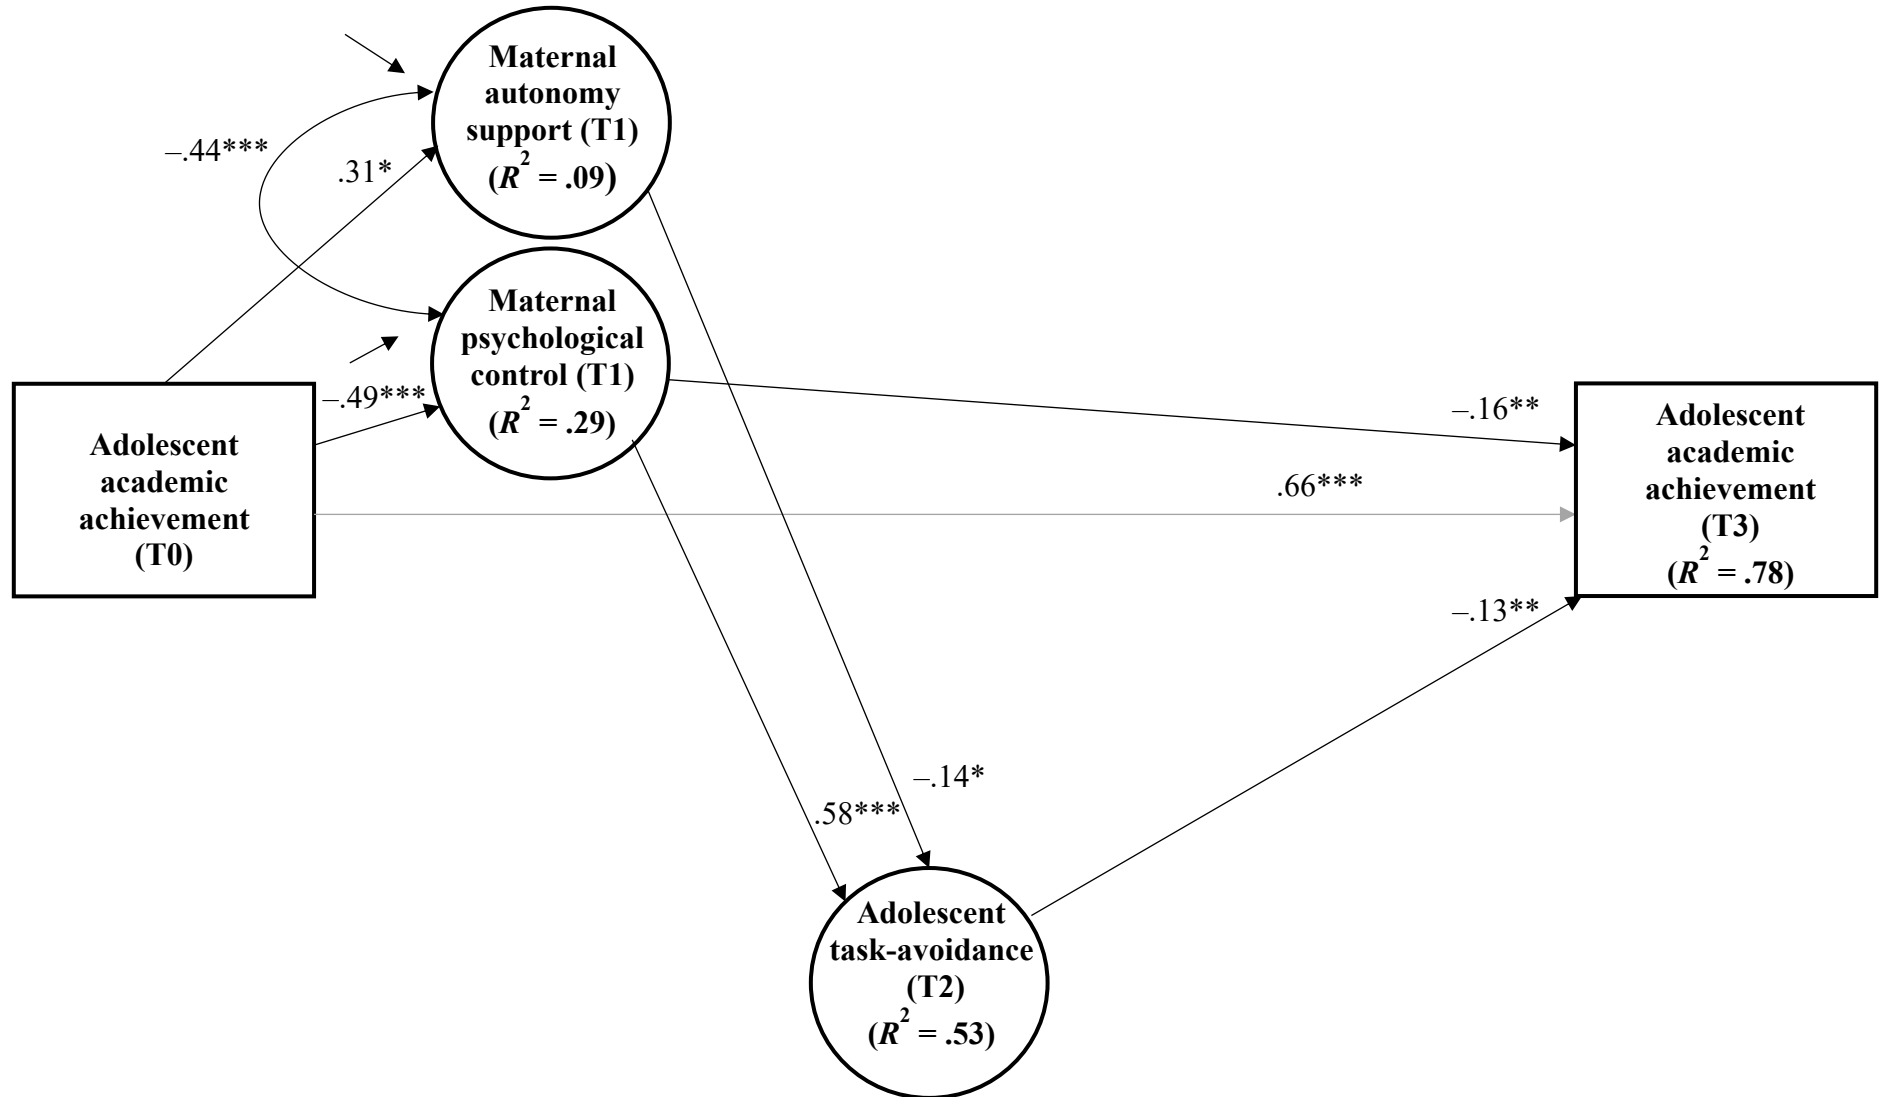 Maternal
autonomy
support (T1)
(R² = .09)
–.44***
.31*
Maternal
psychological
control (T1)
(R² = .29)
–.49***
Adolescent
academic
achievement
(T0)
–.16**
.66***
Adolescent
academic
achievement
(T3)
(R² = .78)
–.13**
–.14*
.58***
Adolescent
task-avoidance
(T2)
(R² = .53)